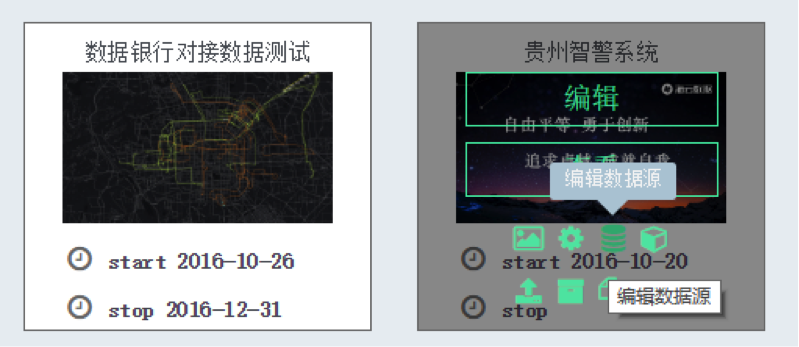 数据银行对接数据测试
start 2016-10-26
stop 2016-12-31
贵州智警系统
编辑
自由平等 勇于创新
追求卓越 成就自我
编辑数据源
start 2016-10-20
stop
编辑数据源